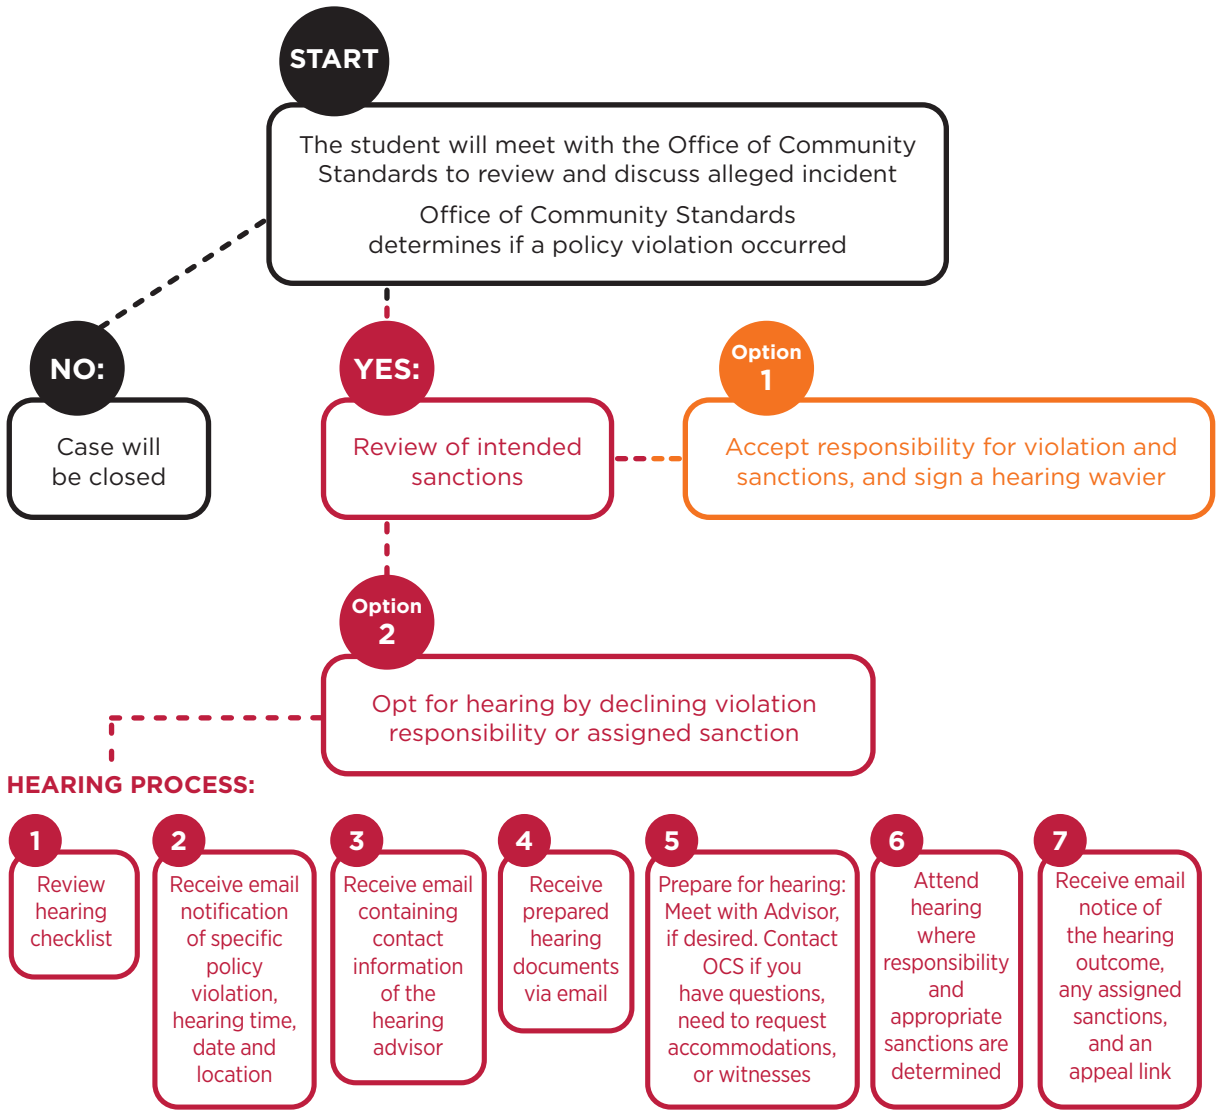 START
The student will meet with the Office of Community
Standards to review and discuss alleged incident
Office of Community Standards
determines if a policy violation occurred
NO:
Case will
be closed
YES:
Review of intended
sanctions
Option
1
Accept responsibility for violation and
sanctions, and sign a hearing wavier
Option
2
Opt for hearing by declining violation
responsibility or assigned sanction
HEARING PROCESS:
1
Review
hearing
checklist
2
Receive email
notification
of specific
policy
violation,
hearing time,
date and
location
3
Receive email
containing
contact
information
of the
hearing
advisor
4
Receive
prepared
hearing
documents
via email
5
Prepare for hearing:
Meet with Advisor,
if desired. Contact
OCS if you
have questions,
need to request
accommodations,
or witnesses
6
Attend
hearing
where
responsibility
and
appropriate
sanctions are
determined
7
Receive email
notice of
the hearing
outcome,
any assigned
sanctions,
and an
appeal link